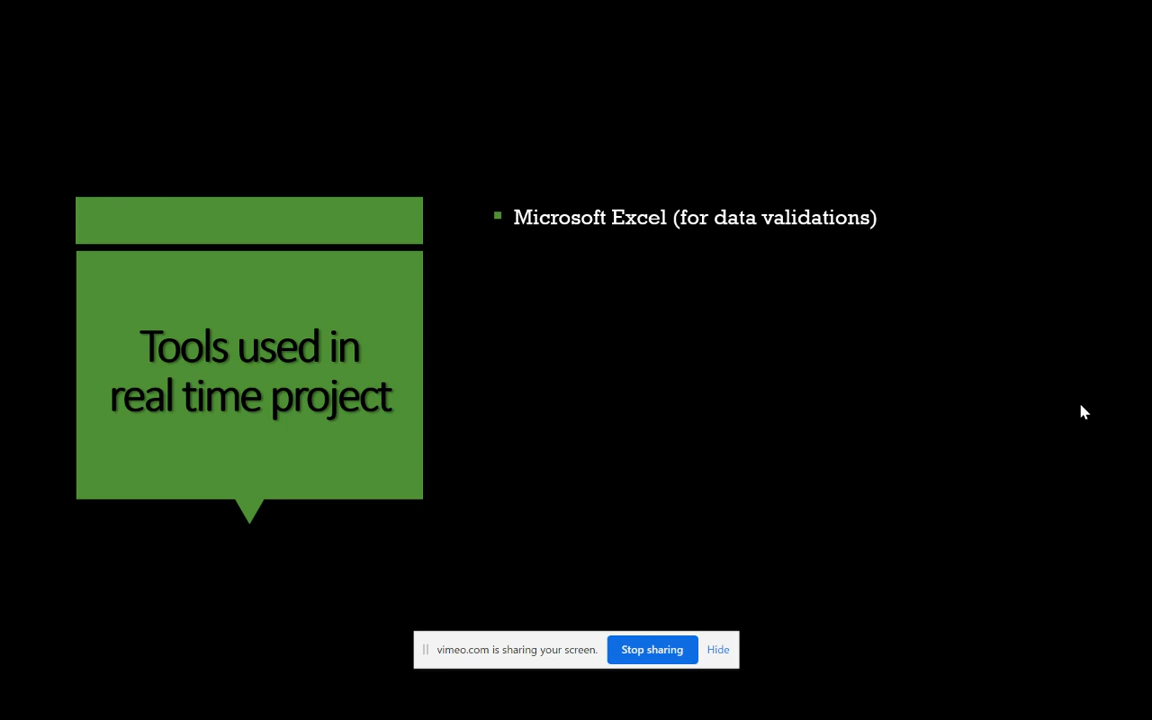 Microsoft Excel (for data validations)
Tools used in
real time project
vimeo.com is sharing your screen.
Stop sharing
Hide